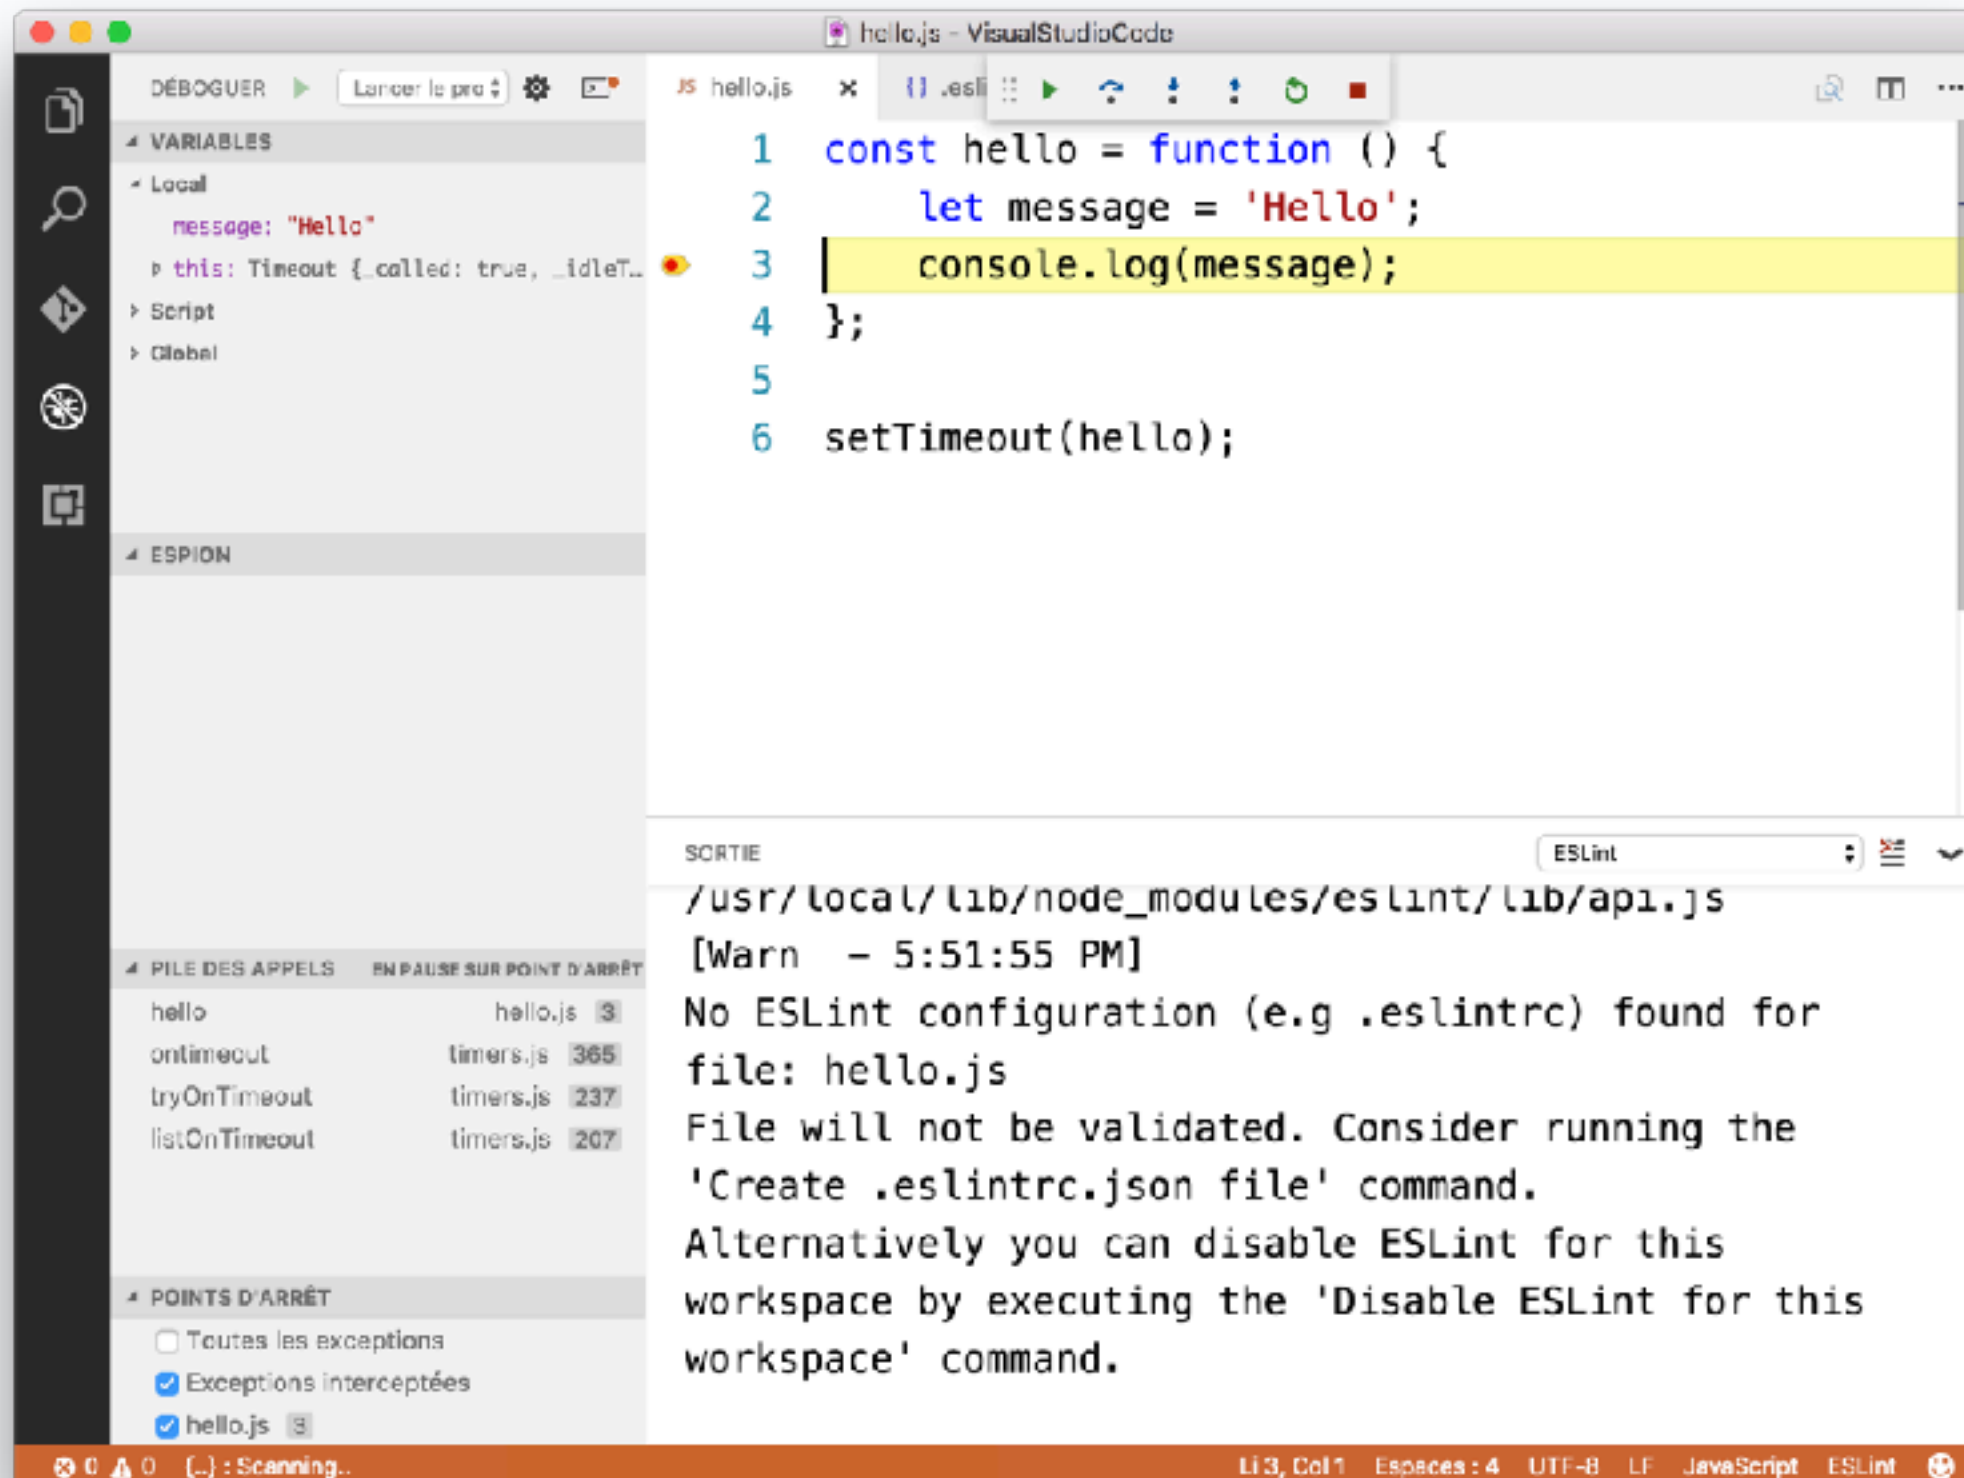 hello.js - VisualStudioCode
DÉBOGUER Lancer le pro
VARIABLES
Local
message: "Hello"
this: Timeout {_called: true, _idleT…
Script
Global
ESPION
PILE DES APPELS EN PAUSE SUR POINT D'ARRÊT
hello hello.js 3
ontimeout timers.js 365
tryOnTimeout timers.js 237
listOnTimeout timers.js 207
POINTS D'ARRÊT
Toutes les exceptions
Exceptions interceptées
hello.js 3
JS hello.js {} .esli
1 const hello = function () {
2 let message = 'Hello';
3 console.log(message);
4 };
5
6 setTimeout(hello);
SORTIE ESLint
/usr/local/lib/node_modules/eslint/lib/api.js
[Warn  - 5:51:55 PM]
No ESLint configuration (e.g .eslintrc) found for
file: hello.js
File will not be validated. Consider running the
'Create .eslintrc.json file' command.
Alternatively you can disable ESLint for this
workspace by executing the 'Disable ESLint for this
workspace' command.
0 0 {..} : Scanning.. Li 3, Col 1 Espaces : 4 UTF-8 LF JavaScript ESLint